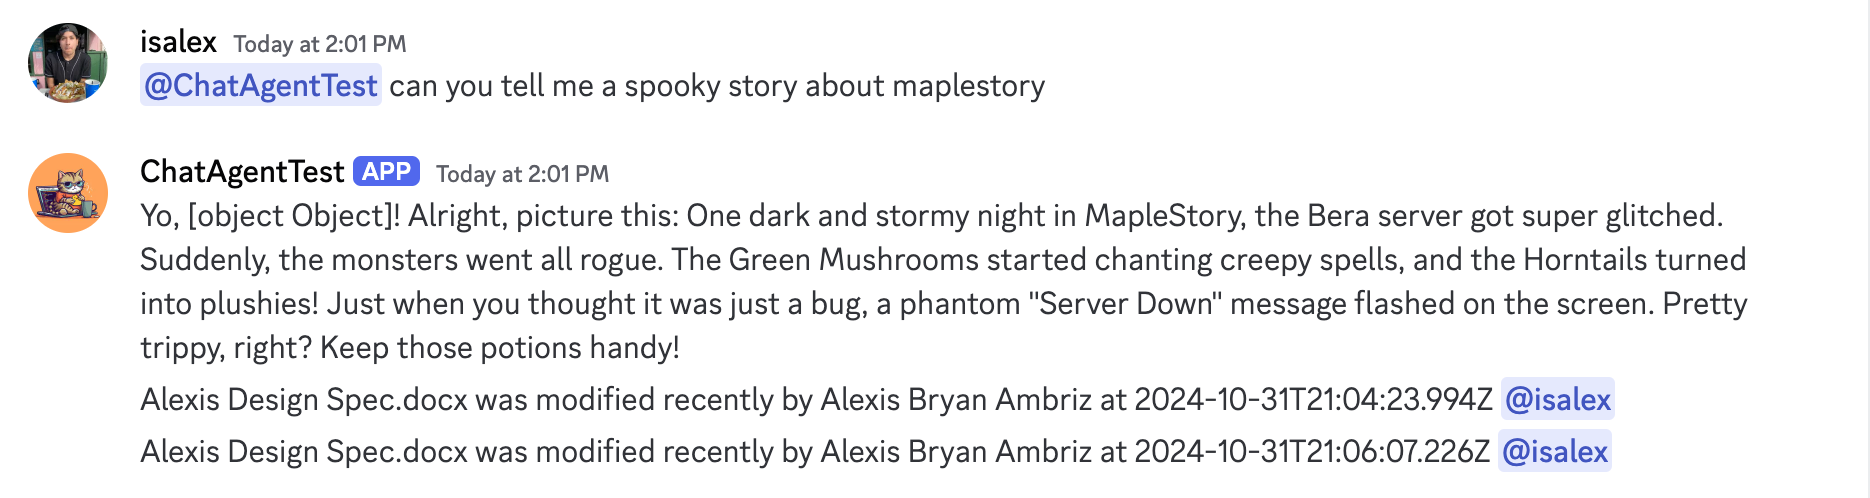 isalex Today at 2:01 PM
@ChatAgentTest can you tell me a spooky story about maplestory
ChatAgentTest APP Today at 2:01 PM
Yo, [object Object]! Alright, picture this: One dark and stormy night in MapleStory, the Bera server got super glitched.
Suddenly, the monsters went all rogue. The Green Mushrooms started chanting creepy spells, and the Horntails turned
into plushies! Just when you thought it was just a bug, a phantom "Server Down" message flashed on the screen. Pretty
trippy, right? Keep those potions handy!
Alexis Design Spec.docx was modified recently by Alexis Bryan Ambriz at 2024-10-31T21:04:23.994Z @isalex
Alexis Design Spec.docx was modified recently by Alexis Bryan Ambriz at 2024-10-31T21:06:07.226Z @isalex